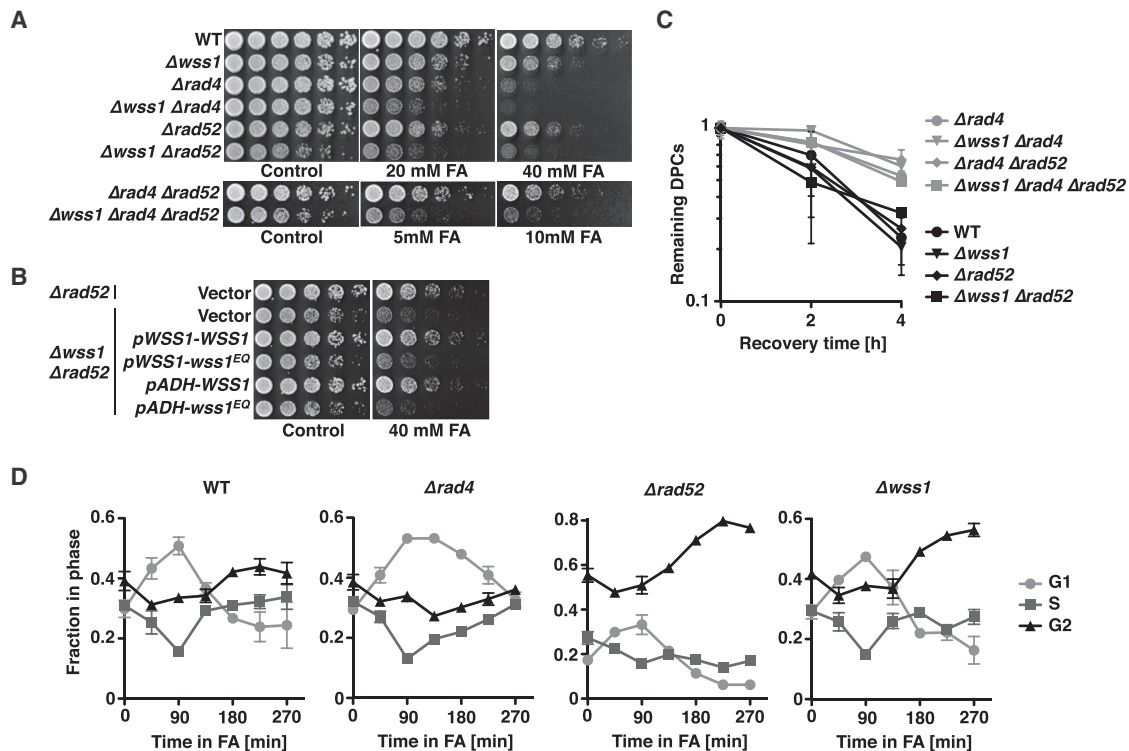 A
WT
Δwss1
Δrad4
Δwss1 Δrad4
Δrad52
Δwss1 Δrad52
Control 20 mM FA 40 mM FA
Δrad4 Δrad52
Δwss1 Δrad4 Δrad52
Control 5mM FA 10mM FA
B
Δrad52 Vector
Vector
pWSS1-WSS1
Δwss1 Δrad52
pWSS1-wss1EQ
pADH-WSS1
pADH-wss1EQ
Control 40 mM FA
C
Remaining DPCs
1
0.1
0 2 4
Recovery time [h]
Δrad4
Δwss1 Δrad4
Δrad4 Δrad52
Δwss1 Δrad4 Δrad52
WT
Δwss1
Δrad52
Δwss1 Δrad52
D
WT
Fraction in phase
0.6
0.4
0.2
0
0 90 180 270
Time in FA [min]
Δrad4
0.6
0.4
0.2
0
0 90 180 270
Time in FA [min]
Δrad52
0.8
0.6
0.4
0.2
0
0 90 180 270
Time in FA [min]
Δwss1
0.6
0.4
0.2
0
0 90 180 270
Time in FA [min]
G1
S
G2